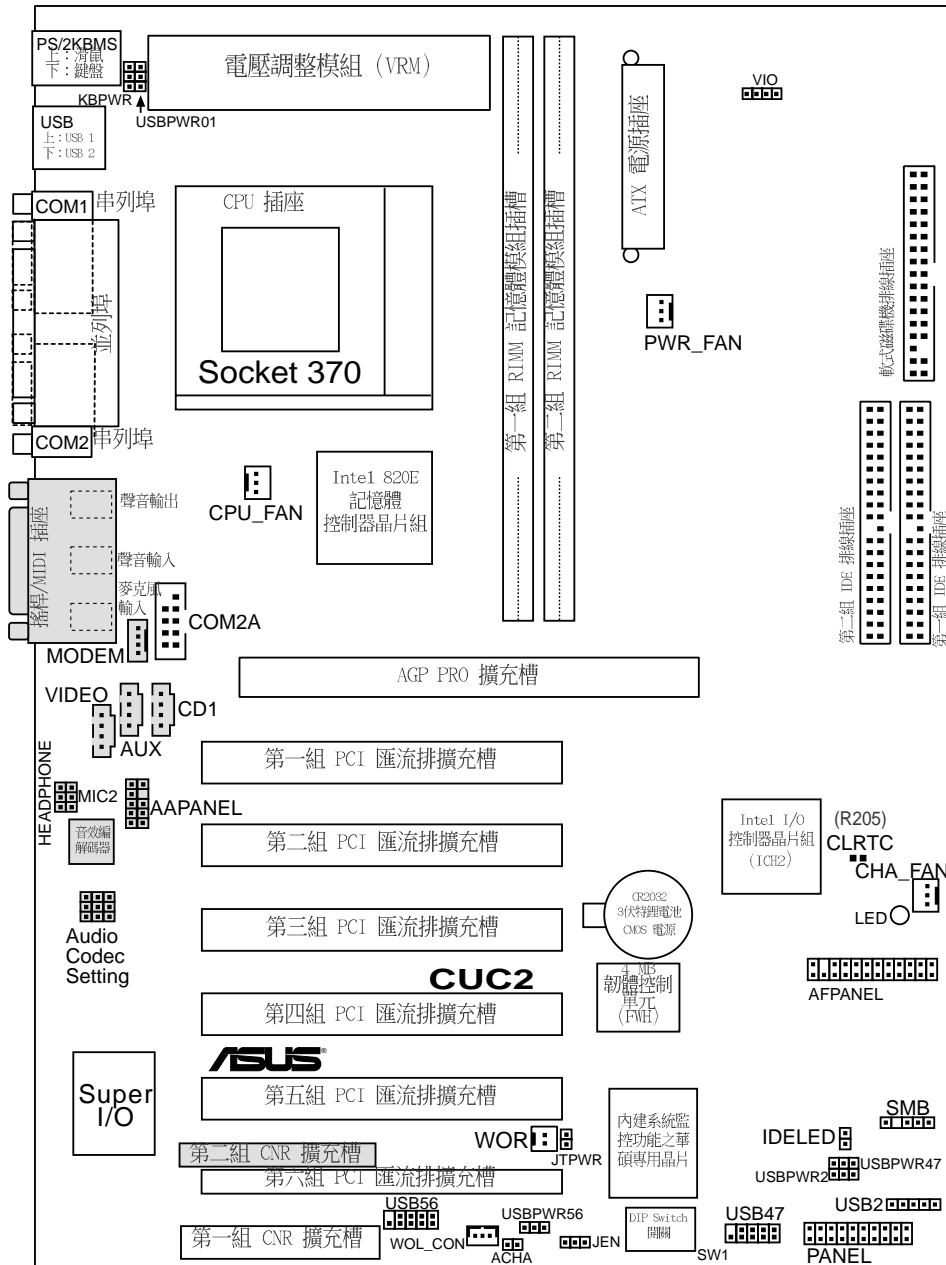 PS/2KBMS
上：滑鼠
下：鍵盤
KBPWR
USBPWR01
電壓調整模組 (VRM)
VIO
USB
上：USB 1
下：USB 2
ATX 電源插座
COM1 串列埠
CPU 插座
並列埠
Socket 370
第一組 RIMM 記憶體模組插槽
第二組 RIMM 記憶體模組插槽
PWR_FAN
軟式磁碟機排線插座
COM2 串列埠
搖桿/MIDI 插座
聲音輸出
聲音輸入
麥克風
輸入
CPU_FAN
Intel 820E
記憶體
控制器晶片組
第二組 IDE 排線插座
第一組 IDE 排線插座
COM2A
MODEM
AGP PRO 擴充槽
VIDEO
CD1
AUX
第一組 PCI 匯流排擴充槽
HEADPHONE
MIC2
AAPANEL
音效編
解碼器
第二組 PCI 匯流排擴充槽
Intel I/O
控制器晶片組
(ICH2)
(R205)
CLRTC
CHA_FAN
LED
CR2032
3伏特鋰電池
CMOS 電源
第三組 PCI 匯流排擴充槽
Audio
Codec
Setting
CUC2
4 MB
韌體控制
單元
(FWH)
AFPANEL
第四組 PCI 匯流排擴充槽
ASUS®
Super
I/O
第五組 PCI 匯流排擴充槽
內建系統監
控功能之華
碩專用晶片
SMB
WOR
JTPWR
IDELED
第二組 CNR 擴充槽
第六組 PCI 匯流排擴充槽
USBPWR2
USBPWR47
USB56
USBPWR56
USB2
第一組 CNR 擴充槽
WOL_CON
ACHA
JEN
DIP Switch
開關
SW1
USB47
PANEL